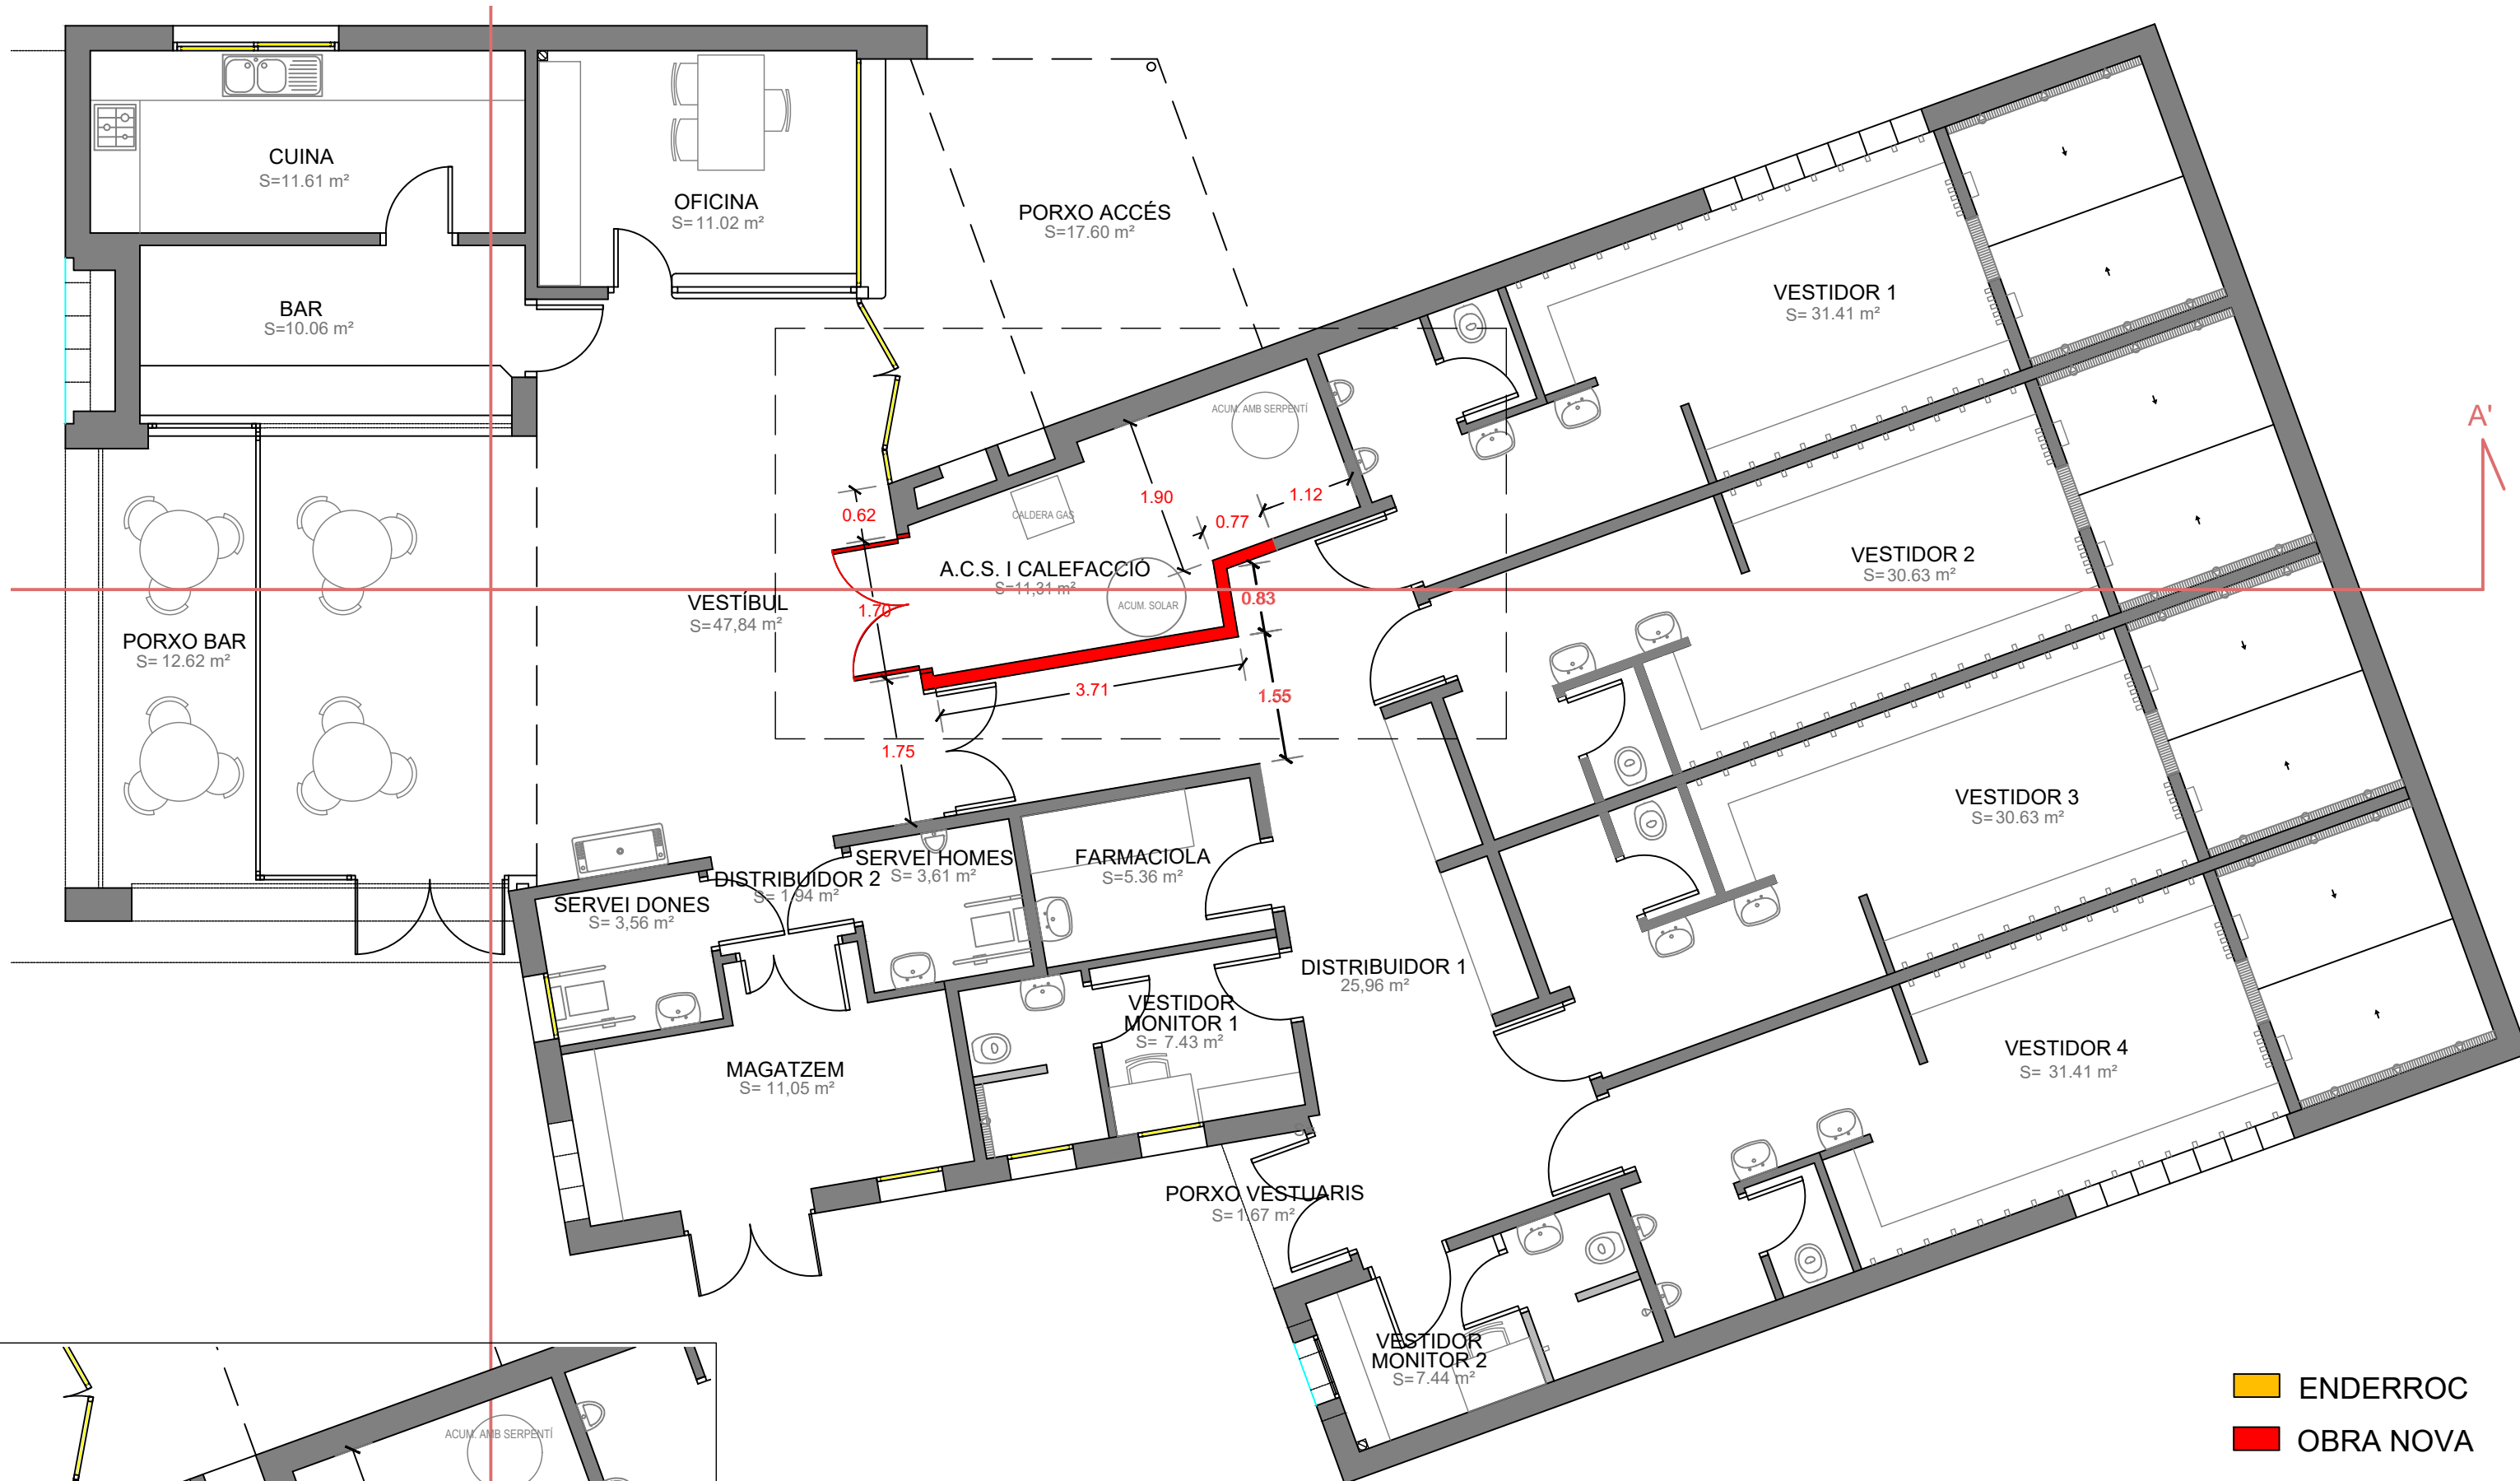 CUINA
S=11.61 m²
OFICINA
S= 11.02 m²
PORXO ACCÉS
S=17.60 m²
BAR
S=10.06 m²
VESTIDOR 1
S= 31.41 m²
ACUM. AMB SERPENTÍ
A'
1.90
1.12
0.62
CALDERA GAS
0.77
VESTIDOR 2
S= 30.63 m²
A.C.S. I CALEFACCIÓ
S=11,31 m²
ACUM. SOLAR
0.83
VESTÍBUL
S= 47,84 m²
1.70
PORXO BAR
S= 12.62 m²
3.71
1.55
1.75
VESTIDOR 3
S= 30.63 m²
SERVEI HOMES
S= 3,61 m²
FARMACIOLA
S=5.36 m²
DISTRIBUIDOR 2
S= 1.94 m²
SERVEI DONES
S= 3,56 m²
DISTRIBUIDOR 1
25,96 m²
VESTIDOR
MONITOR 1
S= 7.43 m²
VESTIDOR 4
S= 31.41 m²
MAGATZEM
S= 11,05 m²
PORXO VESTUARIS
S= 1.67 m²
VESTIDOR
MONITOR 2
S= 7.44 m²
ENDERROC
OBRA NOVA
ACUM. AMB SERPENTÍ